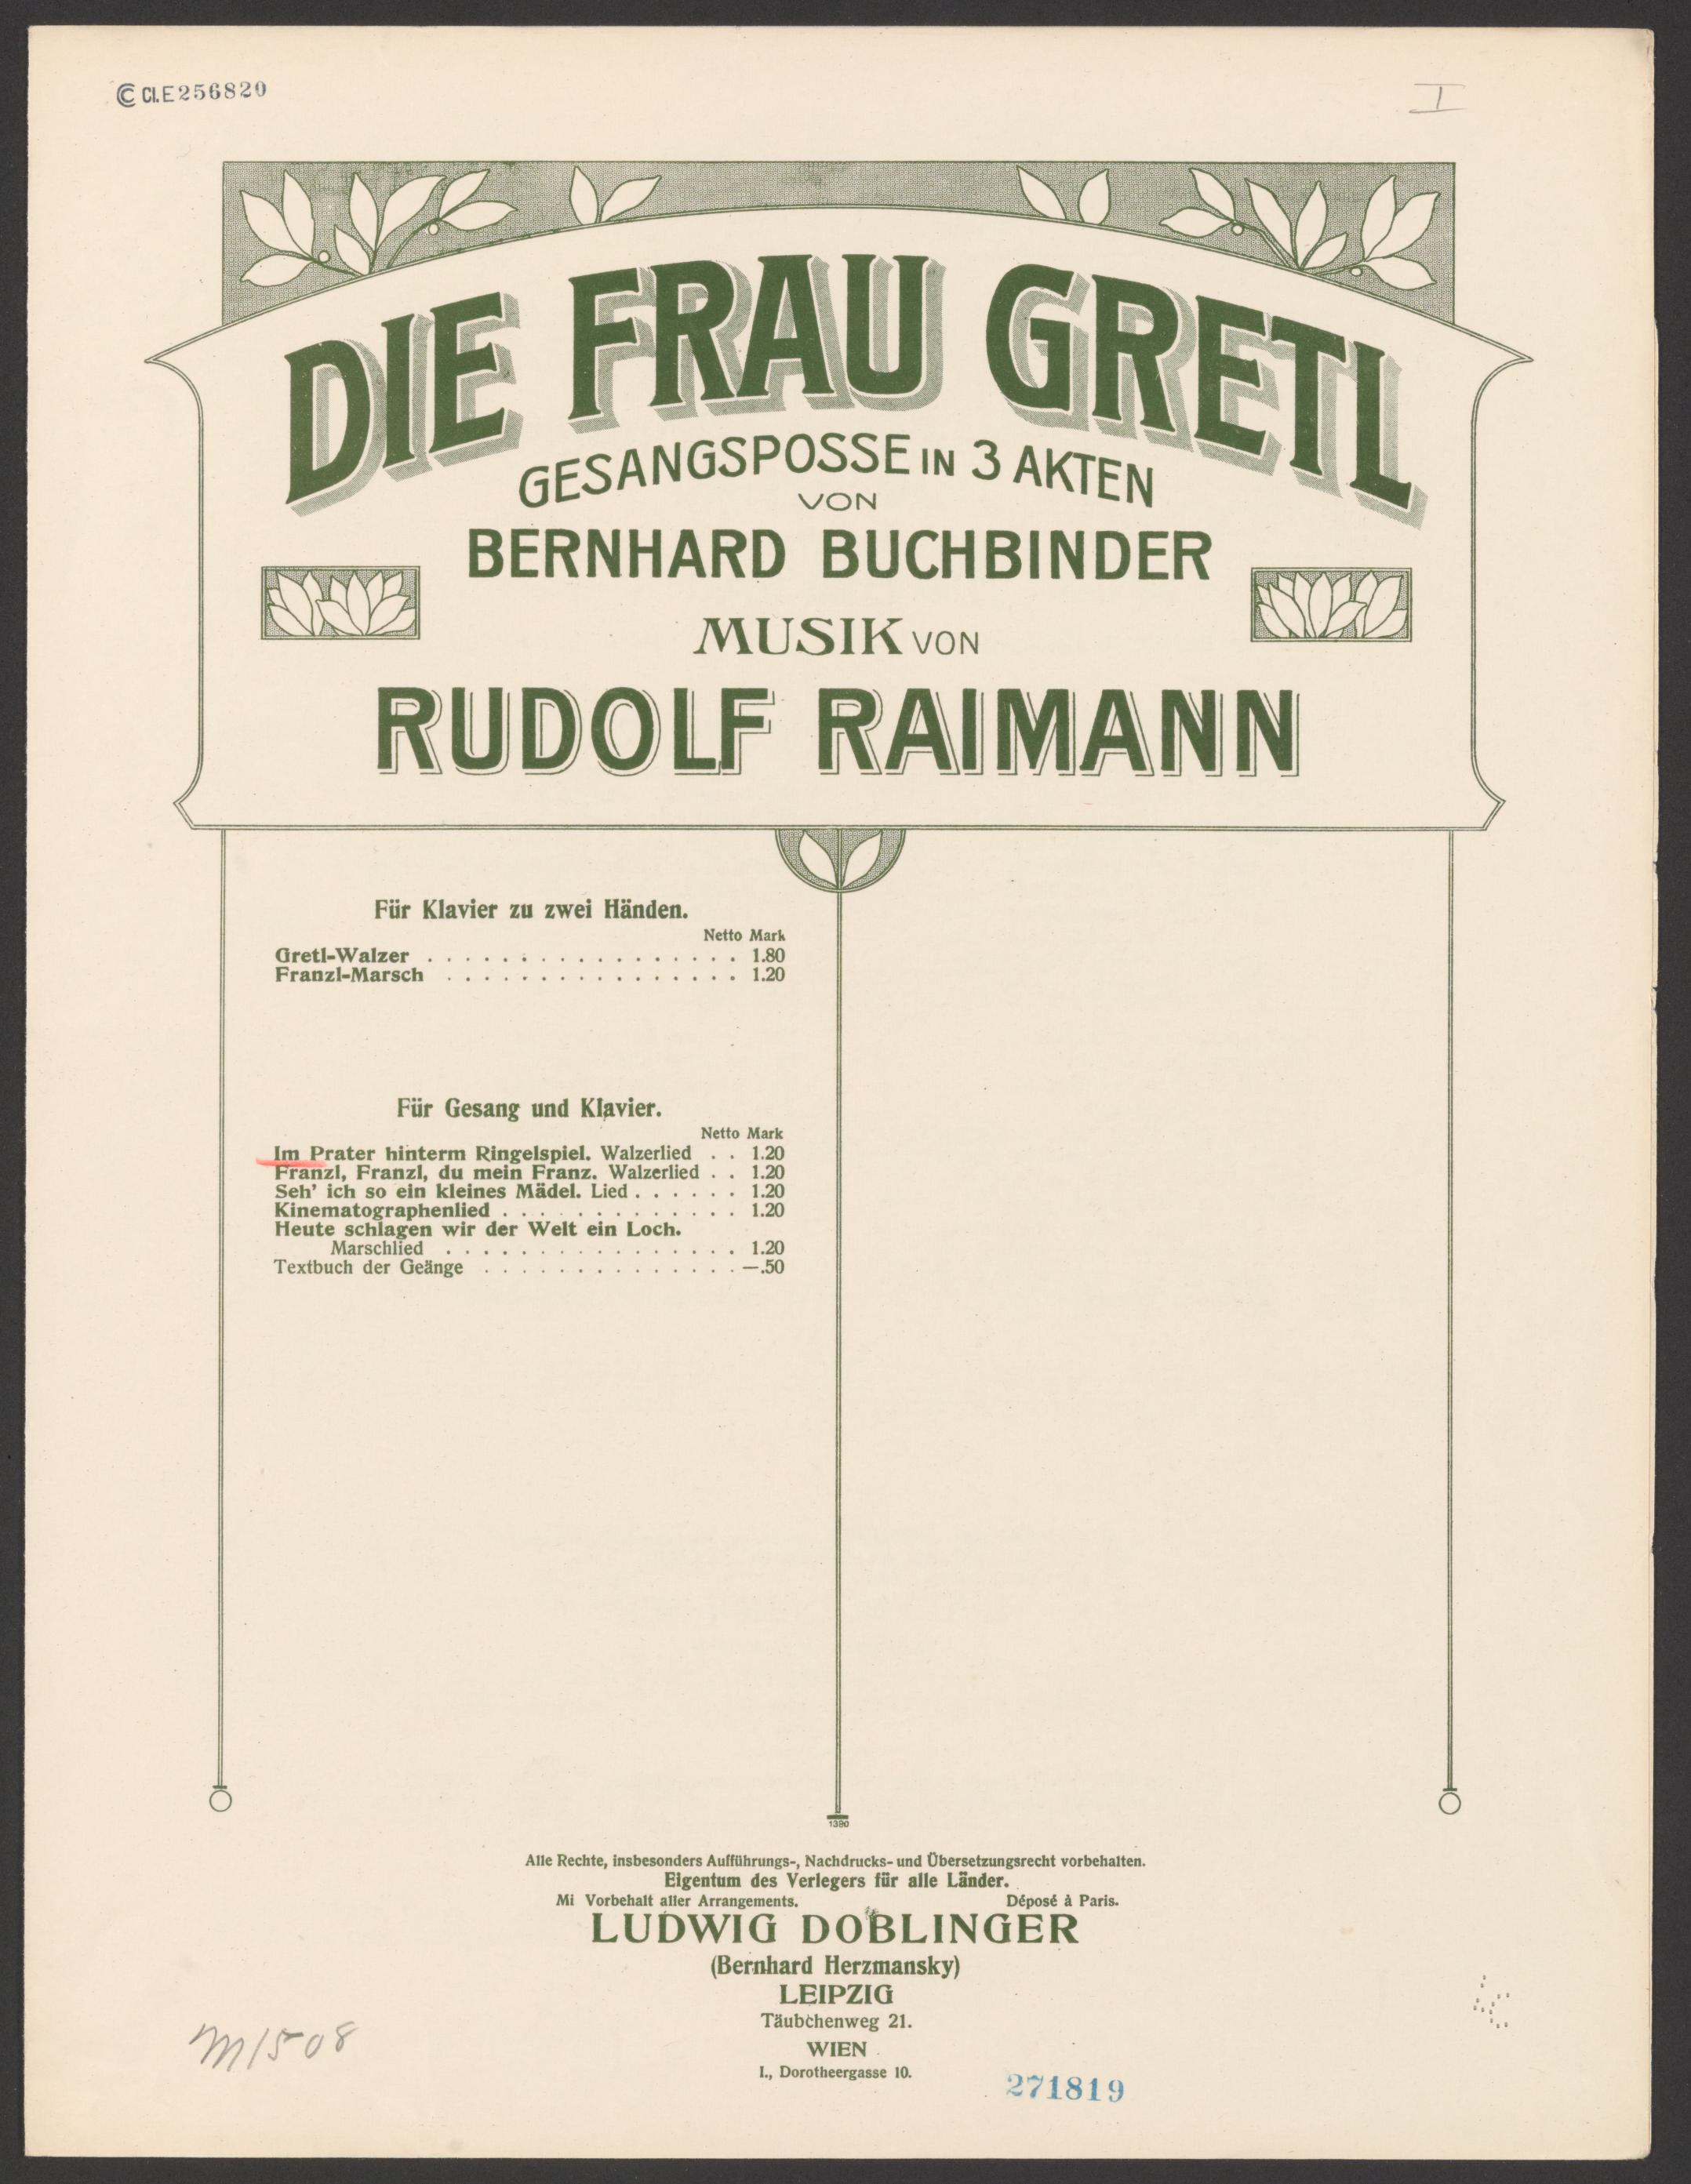 © Cl.E256820
I
DIE FRAU GRETL
GESANGSPOSSE IN 3 AKTEN
VON
BERNHARD BUCHBINDER
MUSIK VON
RUDOLF RAIMANN
Für Klavier zu zwei Händen.
Netto Mark
Gretl-Walzer . . . . . . . . . . . . . . . . . 1.80
Franzl-Marsch . . . . . . . . . . . . . . . . 1.20
Für Gesang und Klavier.
Netto Mark
Im Prater hinterm Ringelspiel. Walzerlied . . 1.20
Franzl, Franzl, du mein Franz. Walzerlied . . 1.20
Seh' ich so ein kleines Mädel. Lied . . . . . . 1.20
Kinematographenlied . . . . . . . . . . . . . 1.20
Heute schlagen wir der Welt ein Loch.
Marschlied . . . . . . . . . . . . . . . . 1.20
Textbuch der Geänge . . . . . . . . . . . . . . —.50
1390
Alle Rechte, insbesonders Aufführungs-, Nachdrucks- und Übersetzungsrecht vorbehalten.
Eigentum des Verlegers für alle Länder.
Mi Vorbehalt aller Arrangements. Déposé à Paris.
LUDWIG DOBLINGER
(Bernhard Herzmansky)
LEIPZIG
Täubchenweg 21.
WIEN
I., Dorotheergasse 10.
M1508
271819